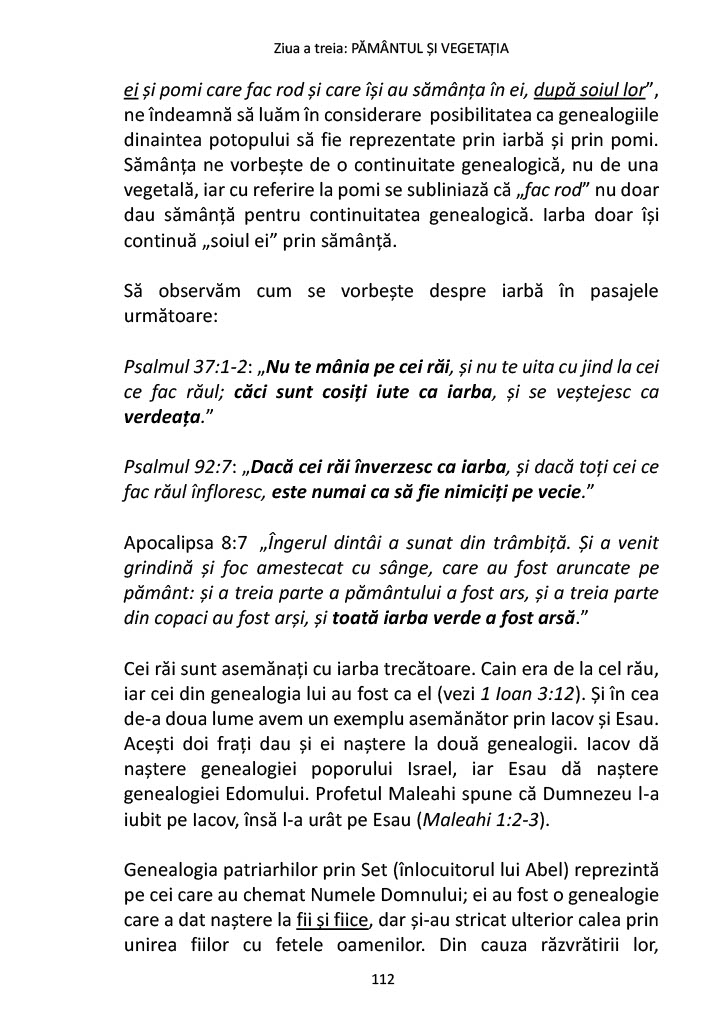 Ziua a treia: PĂMÂNTUL ȘI VEGETAȚIA
ei și pomi care fac rod și care își au sămânța în ei, după soiul lor”,
ne îndeamnă să luăm în considerare posibilitatea ca genealogiile
dinaintea potopului să fie reprezentate prin iarbă și prin pomi.
Sămânța ne vorbește de o continuitate genealogică, nu de una
vegetală, iar cu referire la pomi se subliniază că „fac rod” nu doar
dau sămânță pentru continuitatea genealogică. Iarba doar își
continuă „soiul ei” prin sămânță.
Să observăm cum se vorbește despre iarbă în pasajele
următoare:
Psalmul 37:1-2: „Nu te mânia pe cei răi, și nu te uita cu jind la cei
ce fac răul; căci sunt cosiți iute ca iarba, și se veștejesc ca
verdeața.”
Psalmul 92:7: „Dacă cei răi înverzesc ca iarba, și dacă toți cei ce
fac răul înfloresc, este numai ca să fie nimiciți pe vecie.”
Apocalipsa 8:7 „Îngerul dintâi a sunat din trâmbiță. Și a venit
grindină și foc amestecat cu sânge, care au fost aruncate pe
pământ: și a treia parte a pământului a fost ars, și a treia parte
din copaci au fost arși, și toată iarba verde a fost arsă.”
Cei răi sunt asemănați cu iarba trecătoare. Cain era de la cel rău,
iar cei din genealogia lui au fost ca el (vezi 1 Ioan 3:12). Și în cea
de-a doua lume avem un exemplu asemănător prin Iacov și Esau.
Acești doi frați dau și ei naștere la două genealogii. Iacov dă
naștere genealogiei poporului Israel, iar Esau dă naștere
genealogiei Edomului. Profetul Maleahi spune că Dumnezeu l-a
iubit pe Iacov, însă l-a urât pe Esau (Maleahi 1:2-3).
Genealogia patriarhilor prin Set (înlocuitorul lui Abel) reprezintă
pe cei care au chemat Numele Domnului; ei au fost o genealogie
care a dat naștere la fii și fiice, dar și-au stricat ulterior calea prin
unirea fiilor cu fetele oamenilor. Din cauza răzvrătirii lor,
112